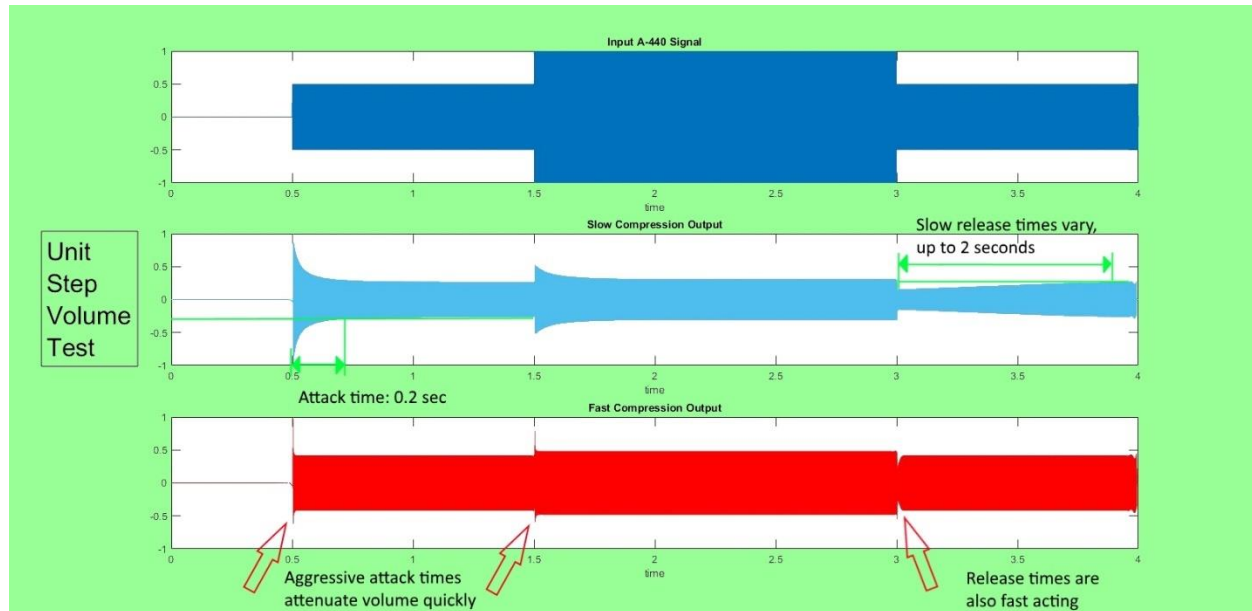 Input A-440 Signal
1
0.5
0
-0.5
-1
0 0.5 1 1.5 2 2.5 3 3.5 4
time
Slow Compression Output
Slow release times vary,
up to 2 seconds
Unit
Step
Volume
Test
1
0.5
0
-0.5
-1
0 0.5 1 1.5 2 2.5 3 3.5 4
time
Attack time: 0.2 sec
Fast Compression Output
1
0.5
0
-0.5
-1
0 0.5 1 1.5 2 2.5 3 3.5 4
time
Aggressive attack times
attenuate volume quickly
Release times are
also fast acting